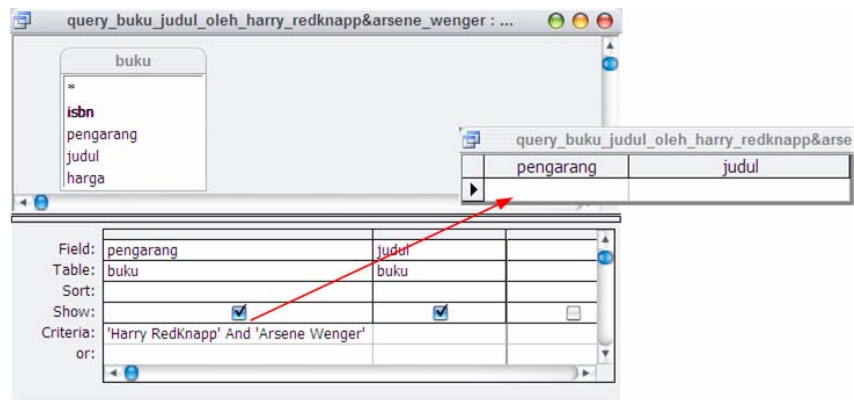 query_buku_judul_oleh_harry_redknapp&arsene_wenger : ...
buku
*
isbn
pengarang
judul
harga
query_buku_judul_oleh_harry_redknapp&arse
pengarang judul
Field: pengarang judul
Table: buku buku
Sort:
Show:
Criteria: 'Harry RedKnapp' And 'Arsene Wenger'
or: